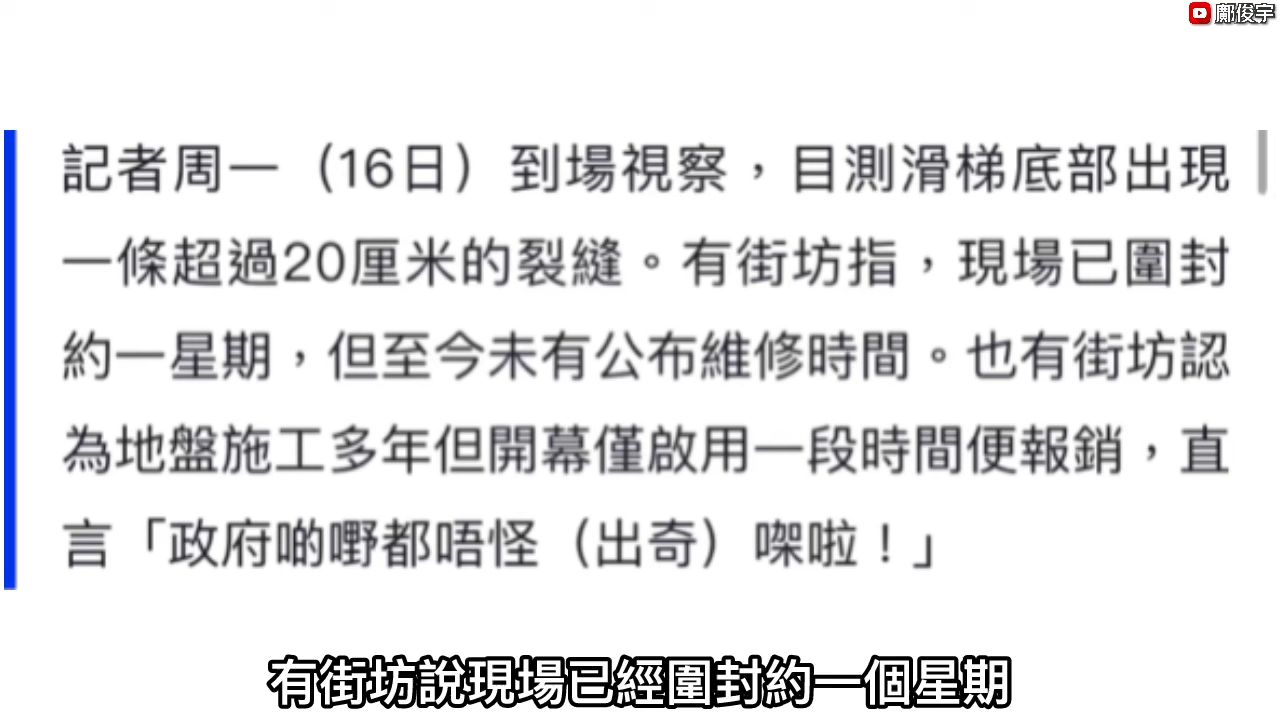 鄺俊宇
記者周一（16日）到場視察，目測滑梯底部出現
一條超過20厘米的裂縫。有街坊指，現場已圍封
約一星期，但至今未有公布維修時間。也有街坊認
為地盤施工多年但開幕僅啟用一段時間便報銷，直
言「政府啲嘢都唔怪（出奇）㗎啦！」
有街坊說現場已經圍封約一個星期